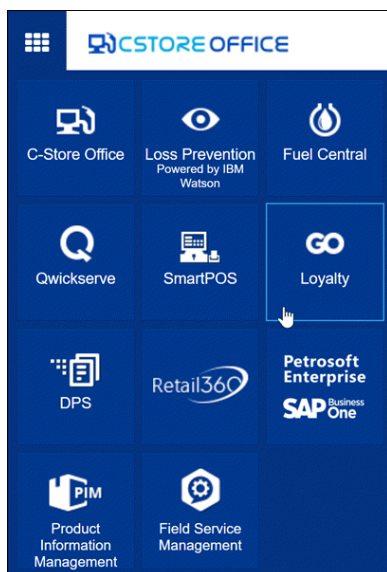 CSTORE OFFICE
C-Store Office
Loss Prevention
Powered by IBM
Watson
Fuel Central
Qwickserve
SmartPOS
GO
Loyalty
DPS
Retail360
Petrosoft
Enterprise
SAP Business
One
PIM
Product
Information
Management
Field Service
Management